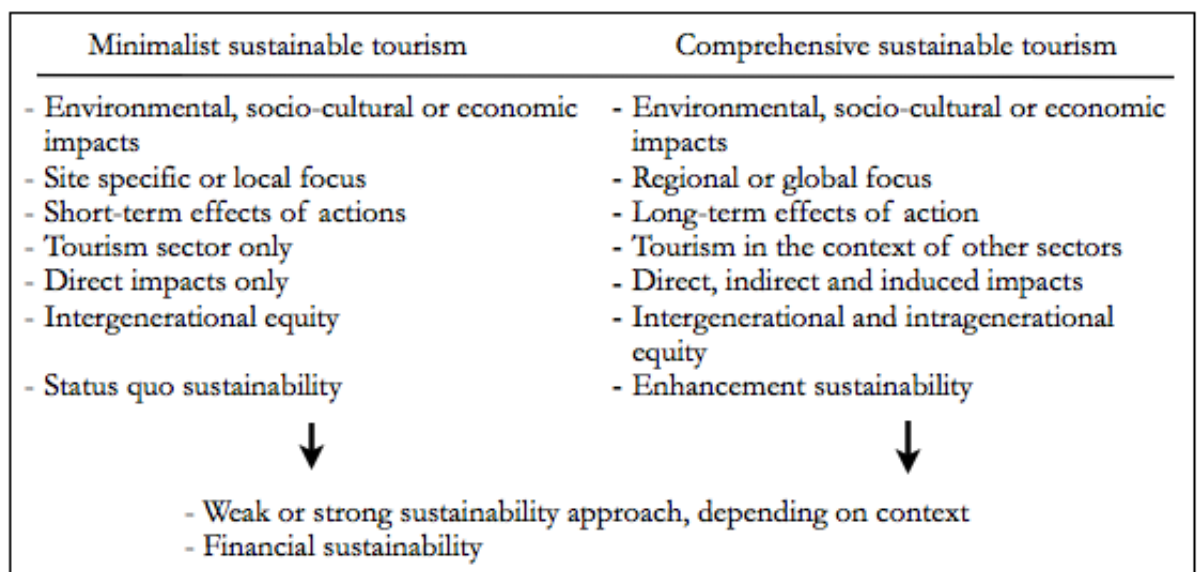 Minimalist sustainable tourism
- Environmental, socio-cultural or economic
impacts
- Site specific or local focus
- Short-term effects of actions
- Tourism sector only
- Direct impacts only
- Intergenerational equity
- Status quo sustainability
Comprehensive sustainable tourism
- Environmental, socio-cultural or economic
impacts
- Regional or global focus
- Long-term effects of action
- Tourism in the context of other sectors
- Direct, indirect and induced impacts
- Intergenerational and intragenerational
equity
- Enhancement sustainability
- Weak or strong sustainability approach, depending on context
- Financial sustainability